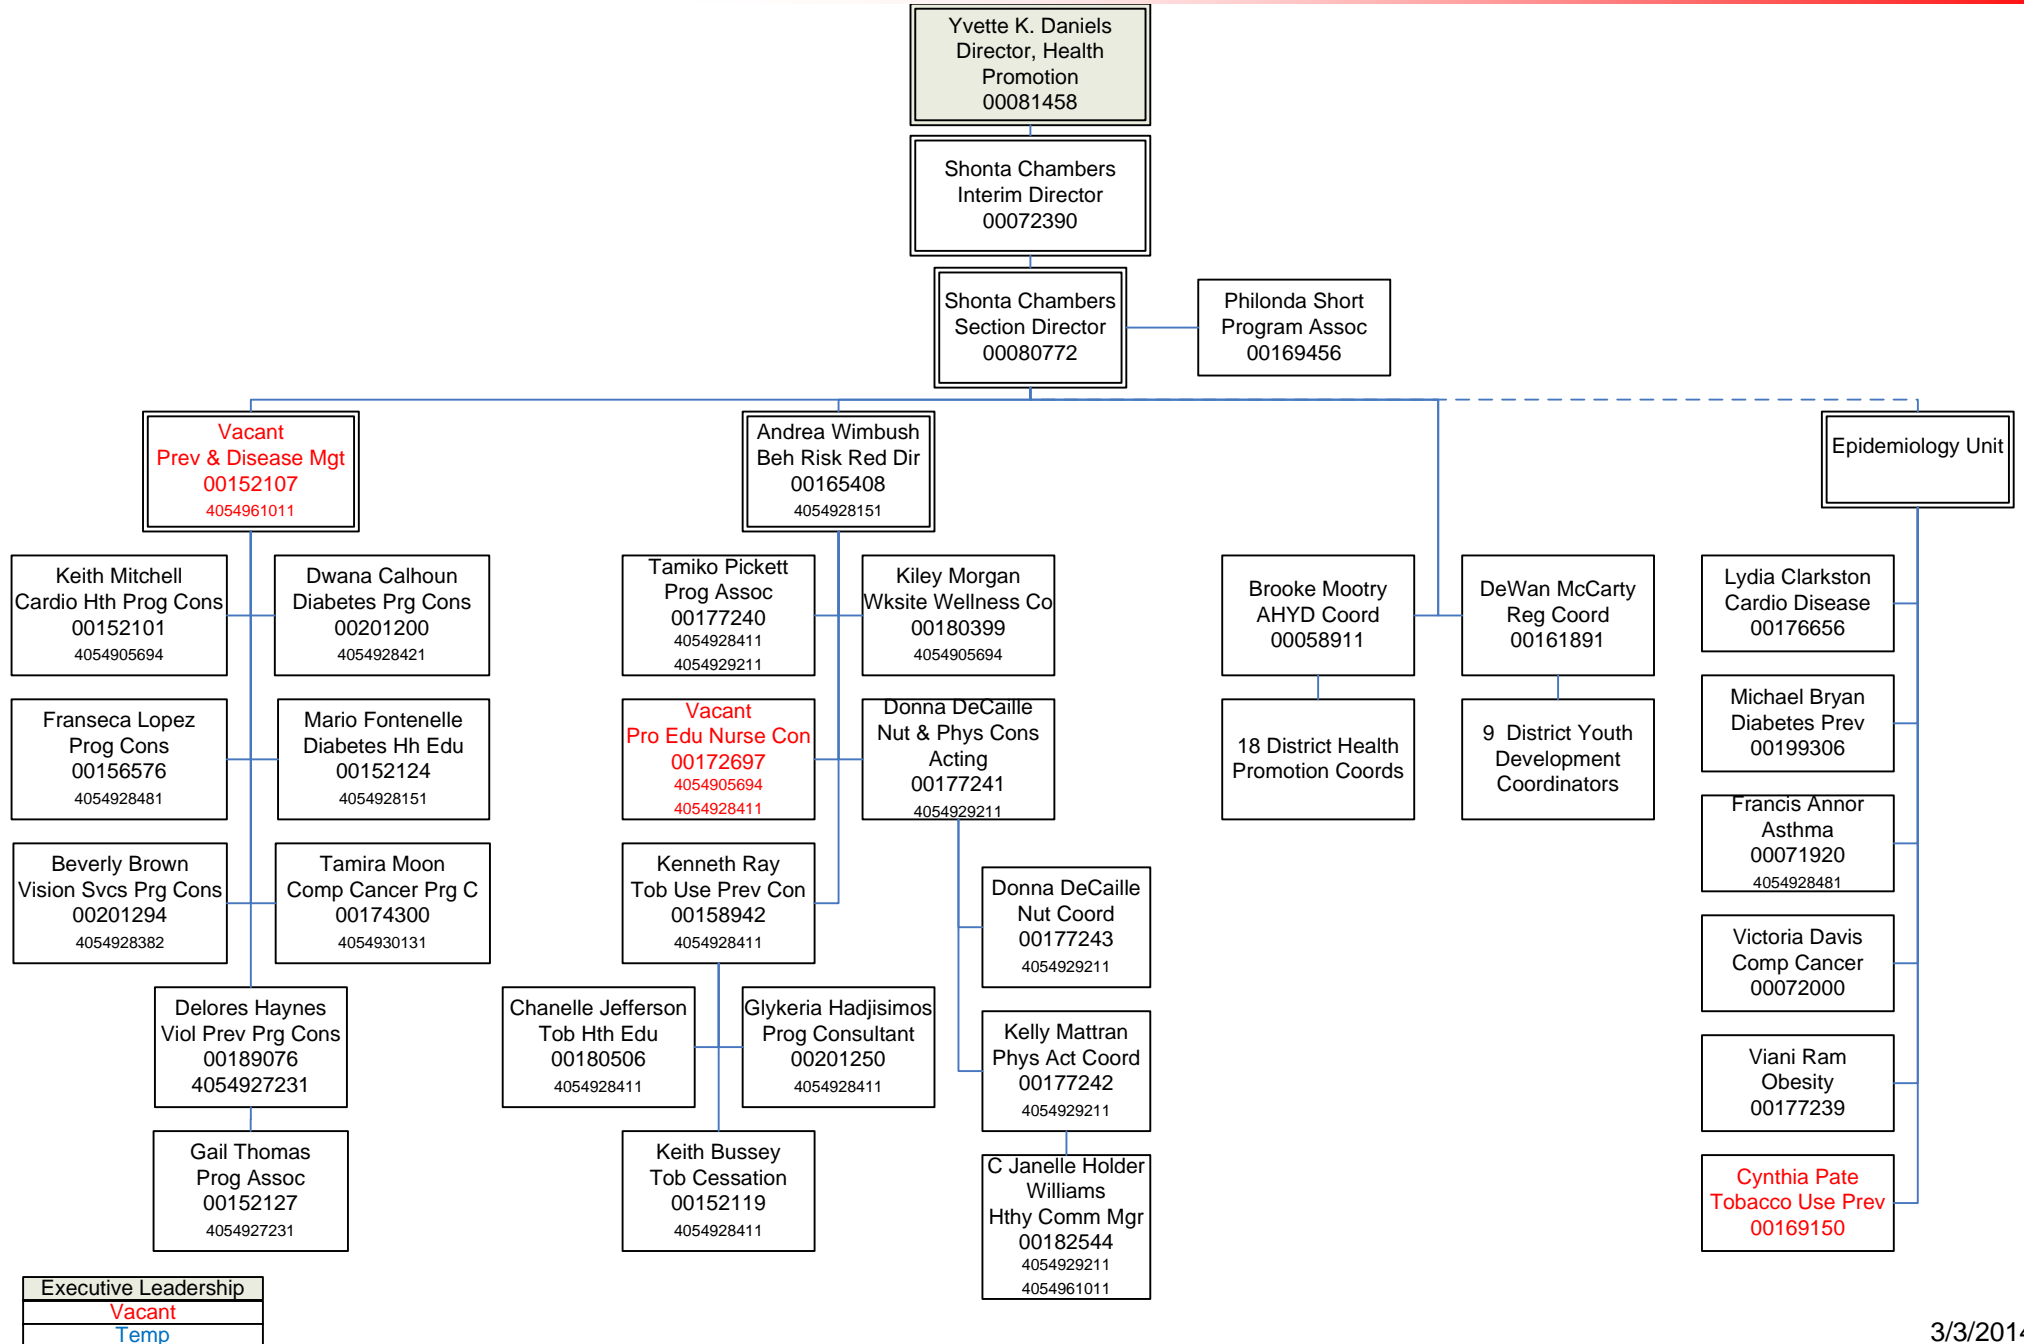 Yvette K. Daniels
Director, Health
Promotion
00081458
Shonta Chambers
Interim Director
00072390
Shonta Chambers
Section Director
00080772
Philonda Short
Program Assoc
00169456
Vacant
Prev & Disease Mgt
00152107
4054961011
Andrea Wimbush
Beh Risk Red Dir
00165408
4054928151
Epidemiology Unit
Keith Mitchell
Cardio Hth Prog Cons
00152101
4054905694
Dwana Calhoun
Diabetes Prg Cons
00201200
4054928421
Franseca Lopez
Prog Cons
00156576
4054928481
Mario Fontenelle
Diabetes Hh Edu
00152124
4054928151
Beverly Brown
Vision Svcs Prg Cons
00201294
4054928382
Tamira Moon
Comp Cancer Prg C
00174300
4054930131
Delores Haynes
Viol Prev Prg Cons
00189076
4054927231
Gail Thomas
Prog Assoc
00152127
4054927231
Tamiko Pickett
Prog Assoc
00177240
4054928411
4054929211
Kiley Morgan
Wksite Wellness Co
00180399
4054905694
Vacant
Pro Edu Nurse Con
00172697
4054905694
4054928411
Donna DeCaille
Nut & Phys Cons
Acting
00177241
4054929211
Kenneth Ray
Tob Use Prev Con
00158942
4054928411
Chanelle Jefferson
Tob Hth Edu
00180506
4054928411
Glykeria Hadjisimos
Prog Consultant
00201250
4054928411
Keith Bussey
Tob Cessation
00152119
4054928411
Donna DeCaille
Nut Coord
00177243
4054929211
Kelly Mattran
Phys Act Coord
00177242
4054929211
C Janelle Holder
Williams
Hthy Comm Mgr
00182544
4054929211
4054961011
Brooke Mootry
AHYD Coord
00058911
DeWan McCarty
Reg Coord
00161891
18 District Health
Promotion Coords
9 District Youth
Development
Coordinators
Lydia Clarkston
Cardio Disease
00176656
Michael Bryan
Diabetes Prev
00199306
Francis Annor
Asthma
00071920
4054928481
Victoria Davis
Comp Cancer
00072000
Viani Ram
Obesity
00177239
Cynthia Pate
Tobacco Use Prev
00169150
Executive Leadership
Vacant
Temp
3/3/2014